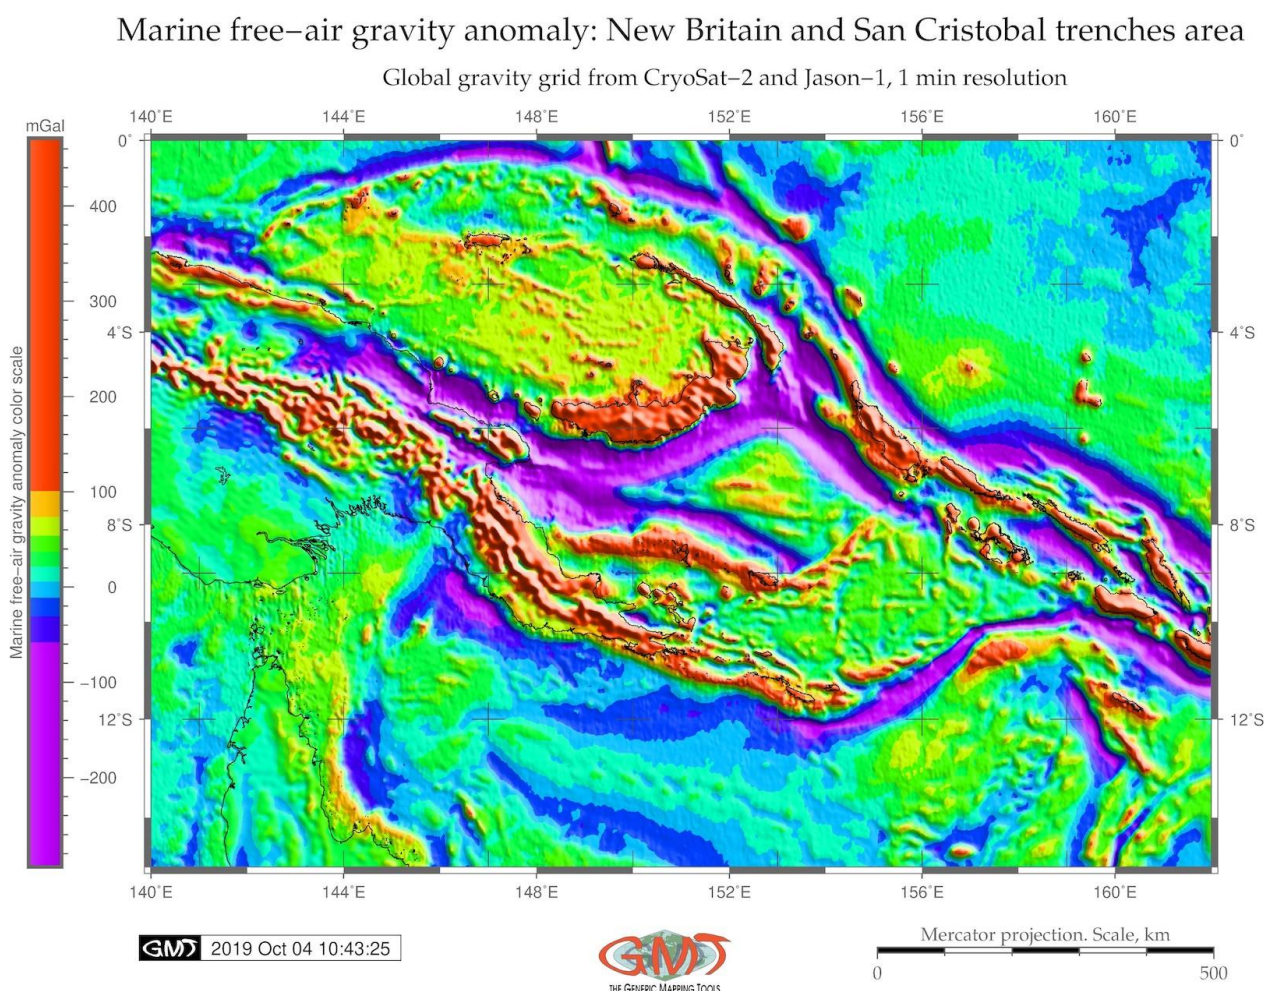 Marine free−air gravity anomaly: New Britain and San Cristobal trenches area
Global gravity grid from CryoSat−2 and Jason−1, 1 min resolution
140˚E 144˚E 148˚E 152˚E 156˚E 160˚E
mGal
0˚ 0˚
400
300
4˚S 4˚S
200
100
8˚S 8˚S
0
−100
12˚S 12˚S
−200
Marine free−air gravity anomaly color scale
140˚E 144˚E 148˚E 152˚E 156˚E 160˚E
GMT 2019 Oct 04 10:43:25
GMT
THE GENERIC MAPPING TOOLS
Mercator projection. Scale, km
0 500